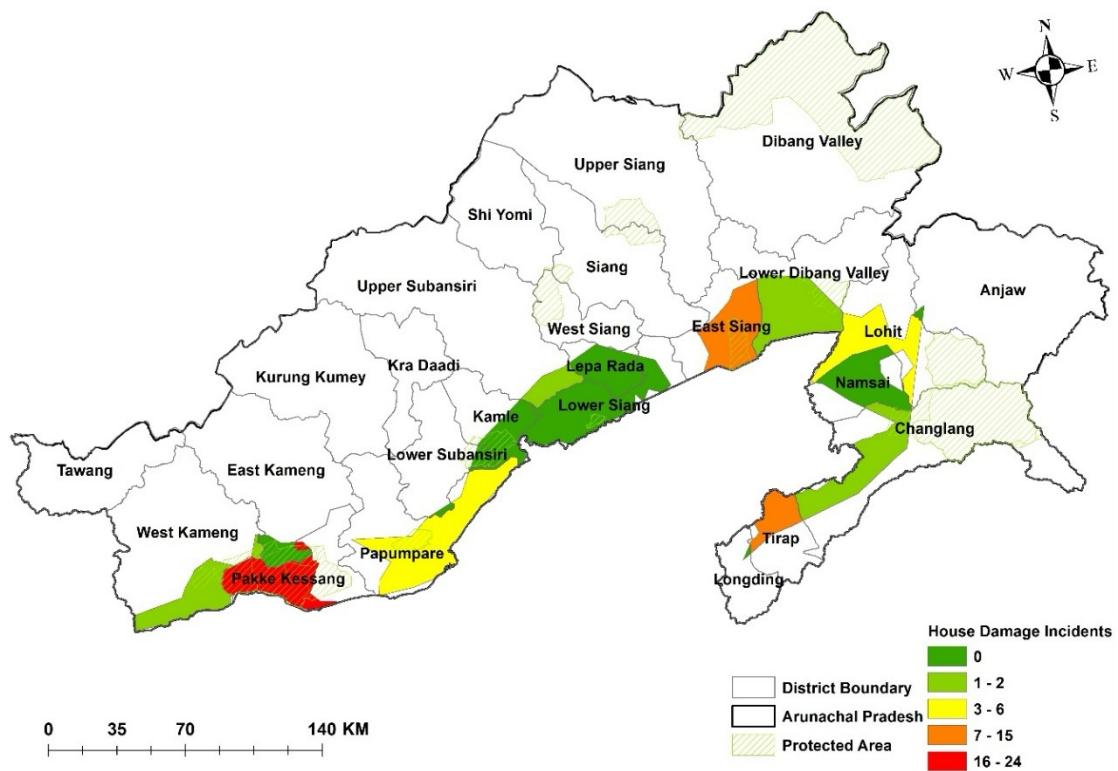 N
W E
S
Dibang Valley
Upper Siang
Shi Yomi
Siang
Lower Dibang Valley
Upper Subansiri
Anjaw
West Siang
East Siang
Lohit
Kra Daadi
Lepa Rada
Kurung Kumey
Namsai
Lower Siang
Kamle
Changlang
Lower Subansiri
Tawang
East Kameng
West Kameng
Papumpare
Tirap
Pakke Kessang
Longding
House Damage Incidents
0
1 - 2
3 - 6
7 - 15
16 - 24
District Boundary
Arunachal Pradesh
Protected Area
0 35 70 140 KM